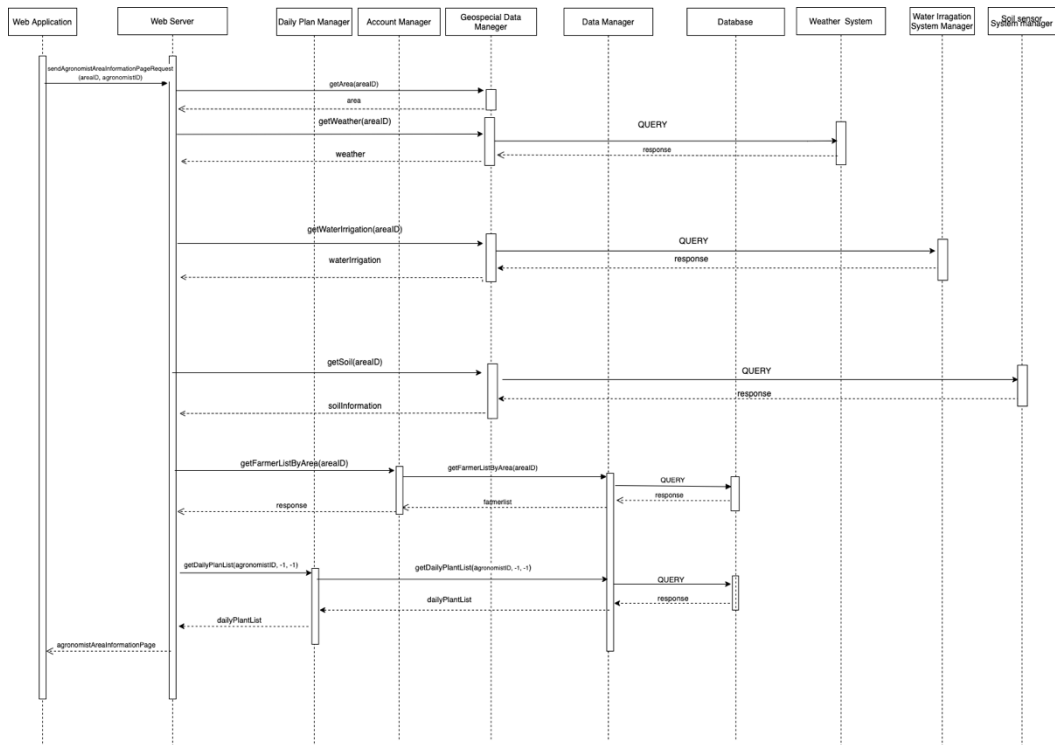 Web Application
Web Server
Daily Plan Manager
Account Manager
Geospecial Data
Maneger
Data Manager
Database
Weather System
Water Irragation
System Manager
Soil sensor
System manager
sendAgronomistAreaInformationPageRequest
(areaID, agronomistID)
getArea(areaID)
area
getWeather(areaID)
QUERY
response
weather
getWaterIrrigation(areaID)
QUERY
response
waterIrrigation
getSoil(areaID)
QUERY
response
soilInformation
getFarmerListByArea(areaID)
getFarmerListByArea(areaID)
QUERY
response
farmerlist
response
getDailyPlanList(agronomistID, -1, -1)
getDailyPlantList(agronomistID, -1, -1)
QUERY
response
dailyPlantList
dailyPlantList
agronomistAreaInformationPage